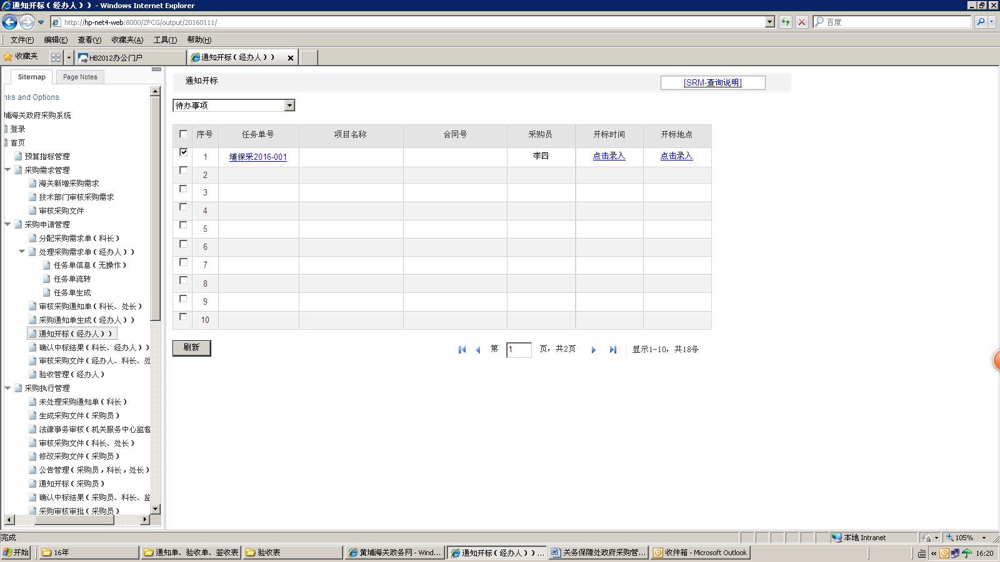 通知开标（经办人））- Windows Internet Explorer
http://hp-net4-web:8000/ZFCG/output/20160111/
百度
文件(F) 编辑(E) 查看(V) 收藏夹(A) 工具(T) 帮助(H)
收藏夹 HB2012办公门户 通知开标（经办人））
Sitemap Page Notes
nks and Options
埔海关政府采购系统
登录
首页
预算指标管理
采购需求管理
海关新增采购需求
技术部门审核采购需求
审核采购文件
采购申请管理
分配采购需求单（科长）
处理采购需求单（经办人））
任务单信息（无操作）
任务单流转
任务单生成
审核采购通知单（科长、处长）
采购通知单生成（经办人））
通知开标（经办人））
确认中标结果（科长、经办人））
审核采购文件（经办人、科长、处
验收管理（经办人）
采购执行管理
未处理采购通知单（科长）
生成采购文件（采购员）
法律事务审核（机关服务中心监督
审核采购文件（科长、处长）
修改采购文件（采购员）
公告管理（采购员，科长，处长）
通知开标（采购员）
确认中标结果（采购员、科长、监
采购审核审批（采购员）
通知开标
[SRM-查询说明]
待办事项
序号 任务单号 项目名称 合同号 采购员 开标时间 开标地点
1 埔保采2016-001 李四 点击录入 点击录入
2
3
4
5
6
7
8
9
10
刷新
第 1 页，共2页 显示1-10，共18条
完成 本地 Intranet 105%
开始 16年 通知单、验收单、签收表 验收表 黄埔海关政务网 - Wind... 通知开标（经办人））... 关务保障处政府采购管... 收件箱 - Microsoft Outlook « 16:20